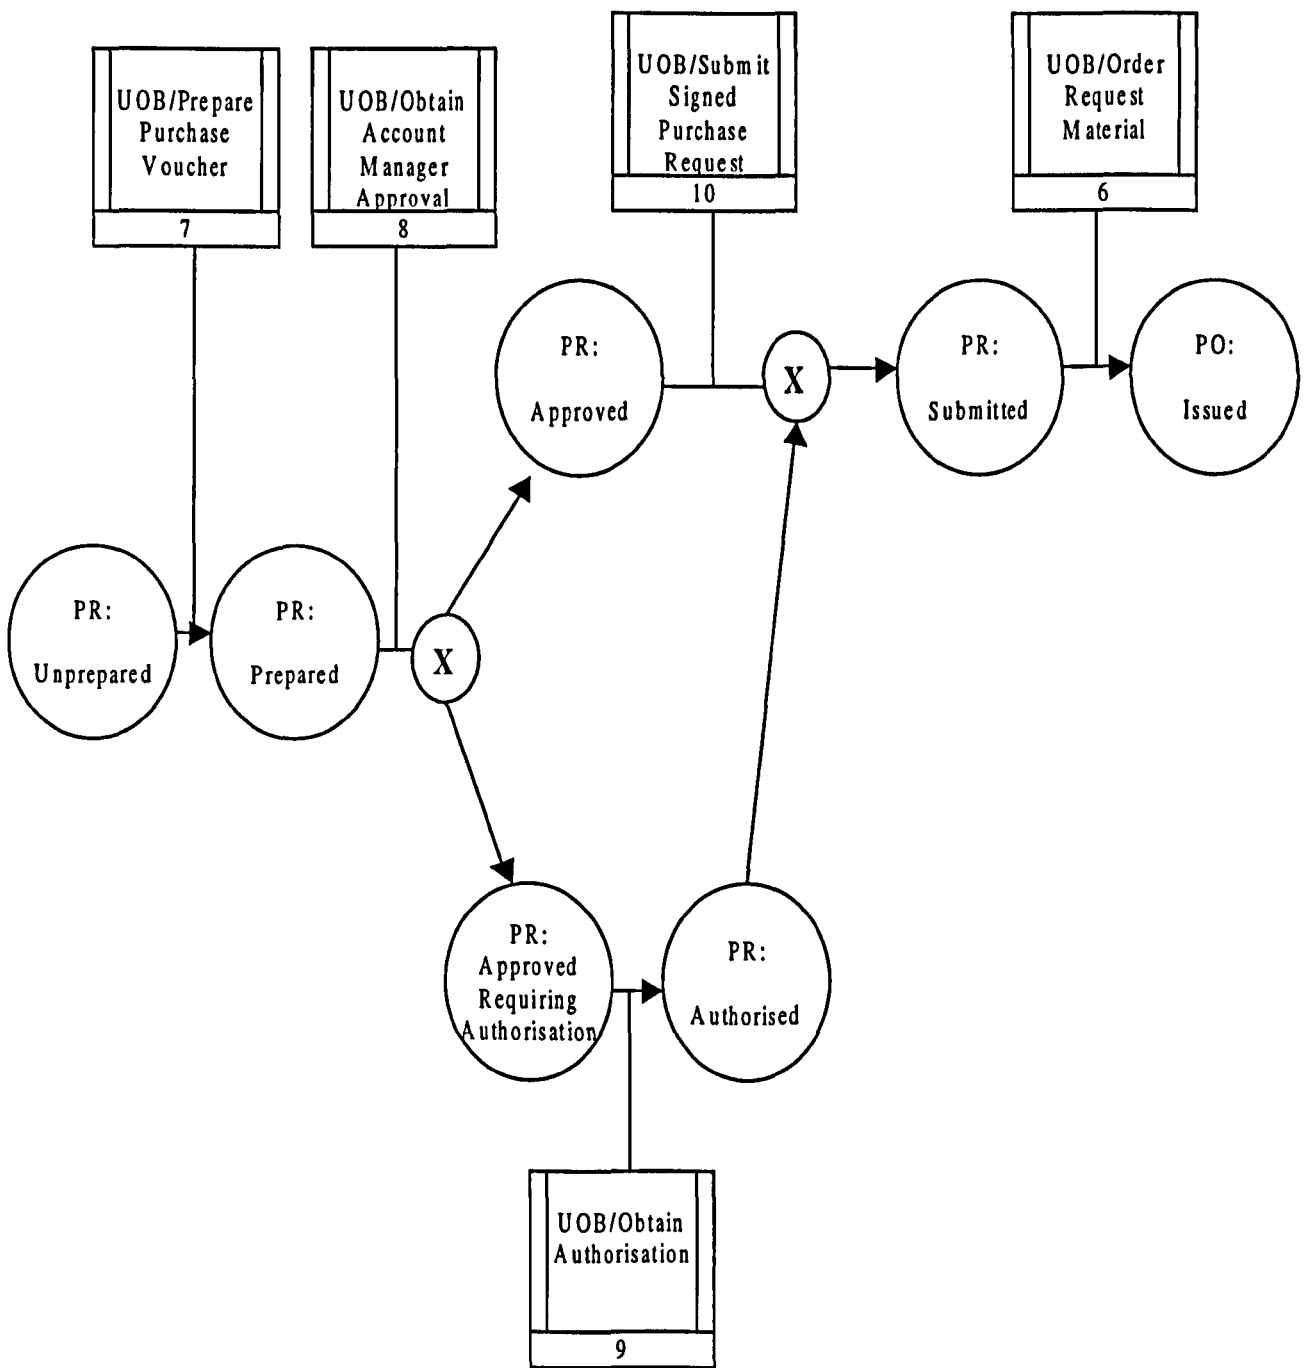 UOB/Prepare
Purchase
Voucher
7
UOB/Obtain
Account
Manager
Approval
8
UOB/Submit
Signed
Purchase
Request
10
UOB/Order
Request
Material
6
PR:
Approved
X
PR:
Submitted
PO:
Issued
PR:
Unprepared
PR:
Prepared
X
PR:
Approved
Requiring
Authorisation
PR:
Authorised
UOB/Obtain
Authorisation
9